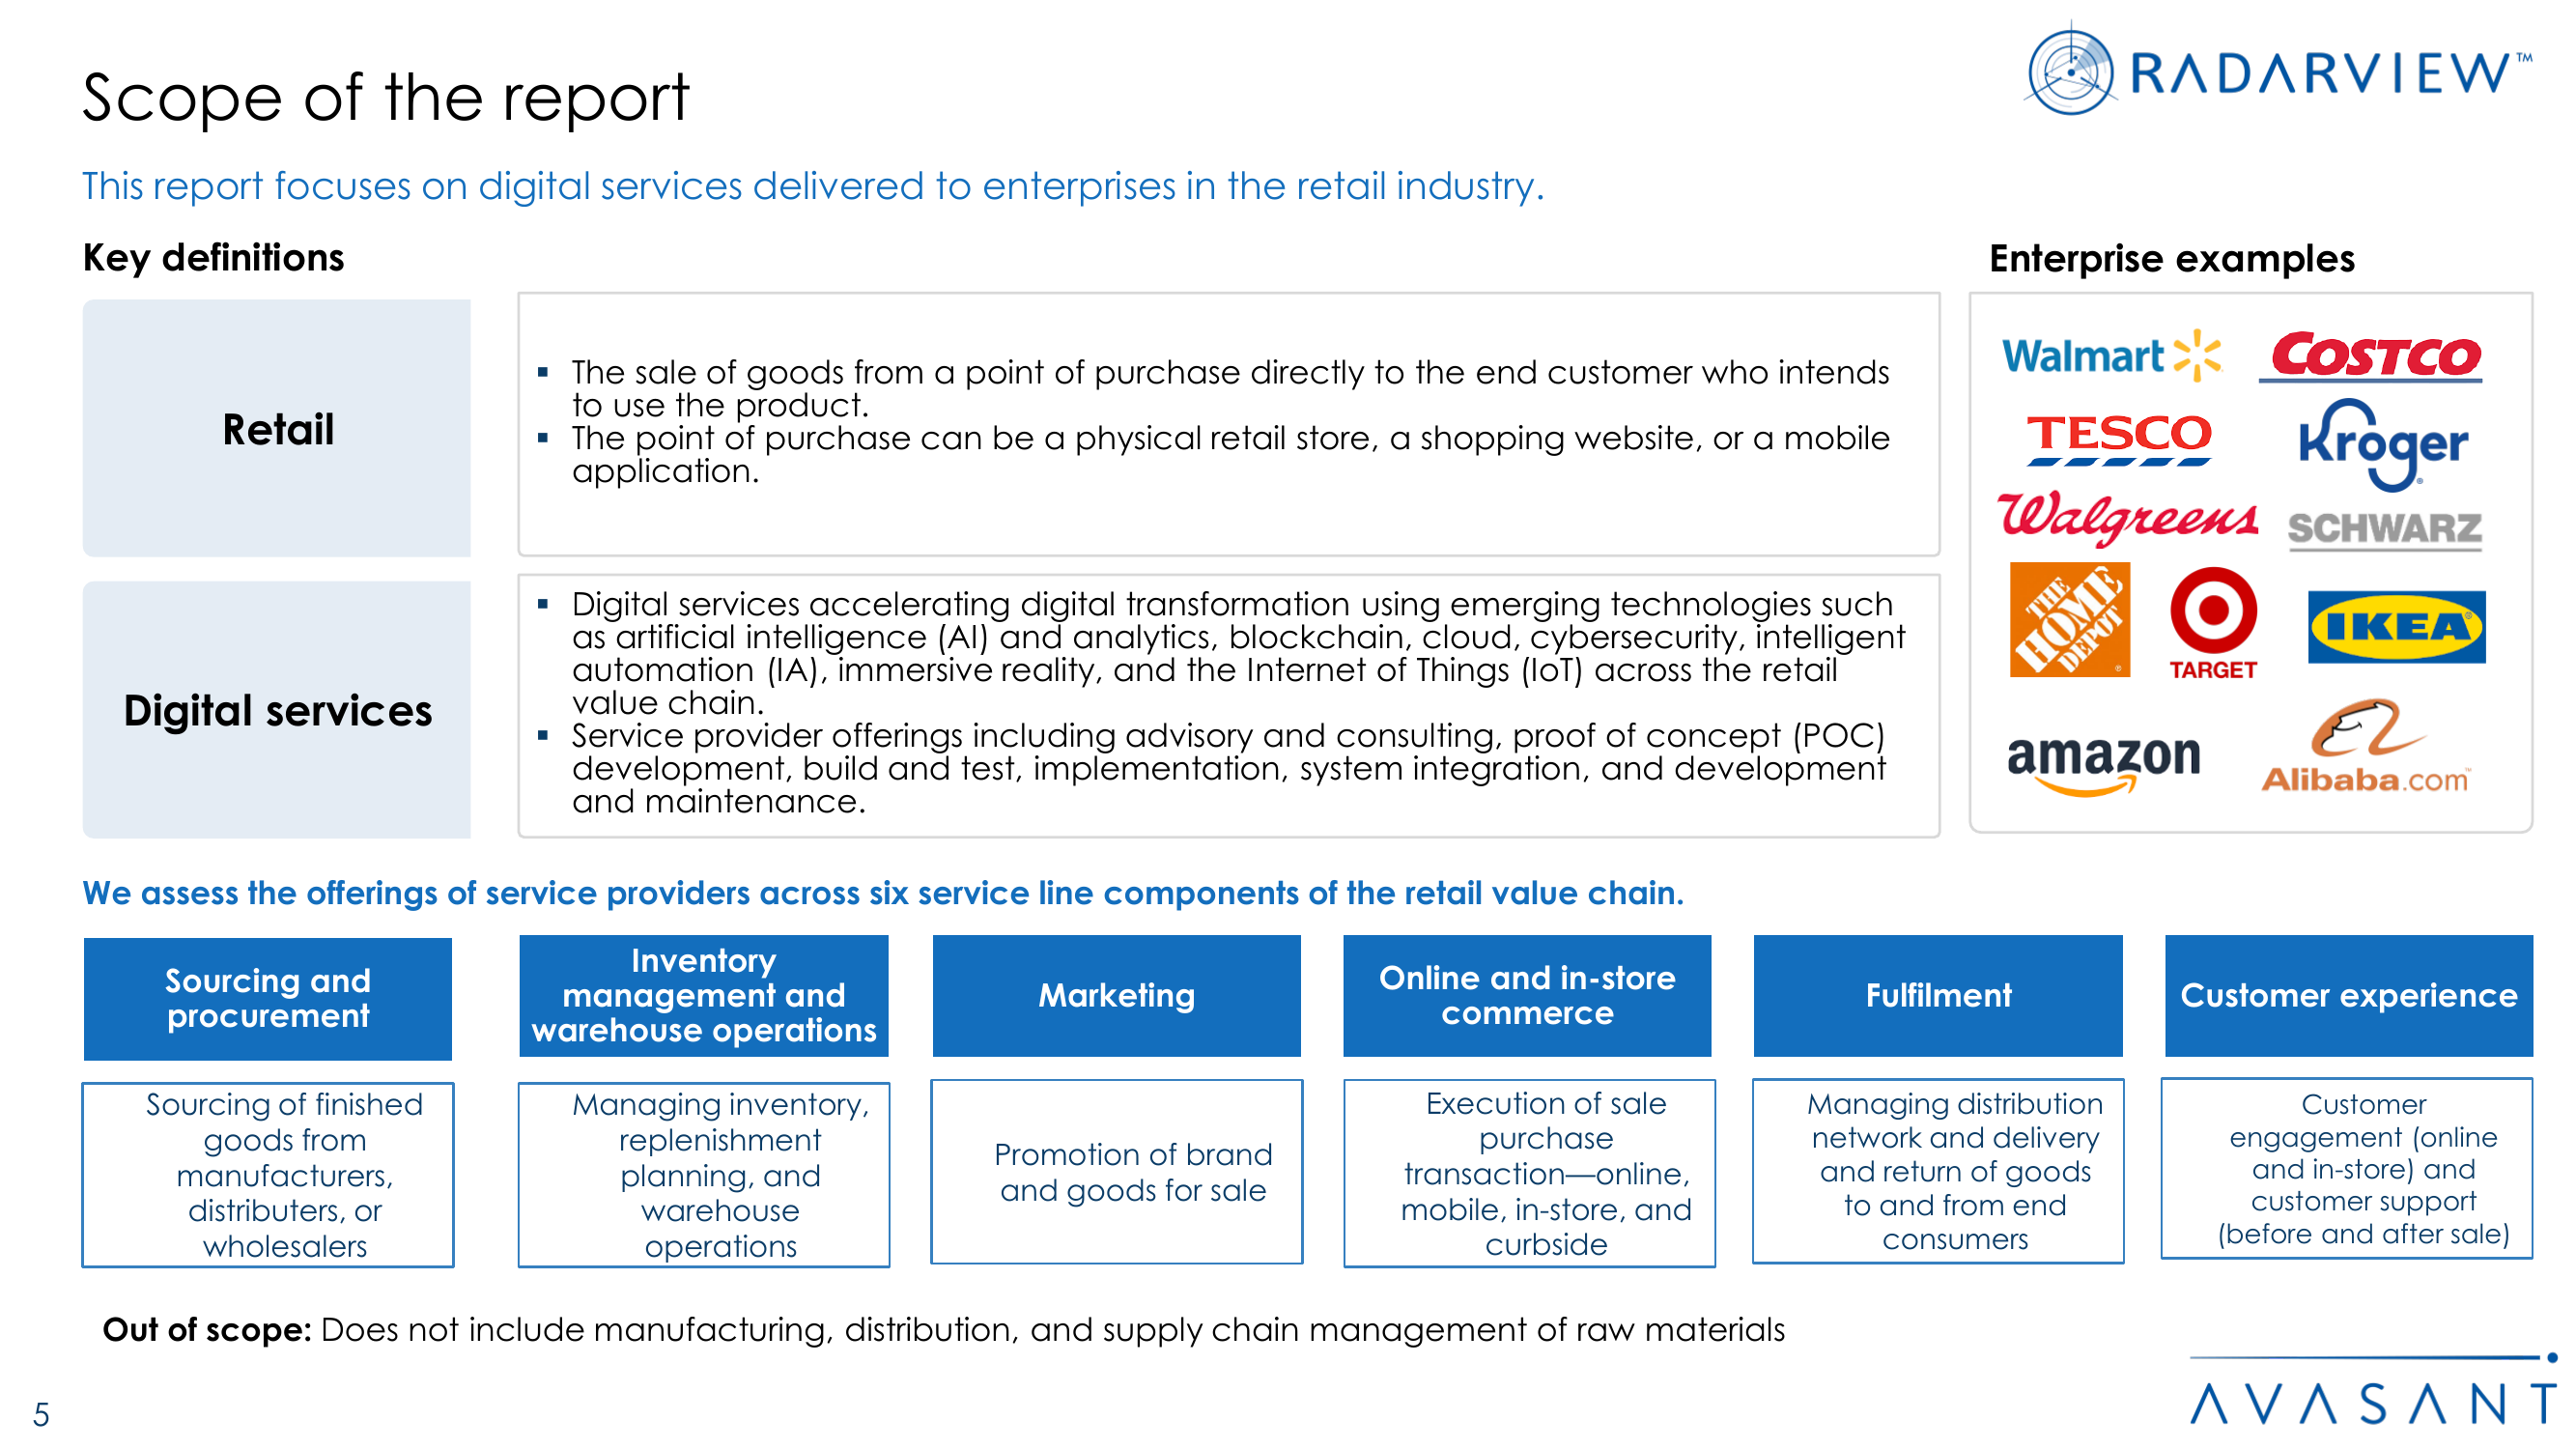 RADARVIEW™
Scope of the report
This report focuses on digital services delivered to enterprises in the retail industry.
Key definitions
Retail
▪ The sale of goods from a point of purchase directly to the end customer who intends
to use the product.
▪ The point of purchase can be a physical retail store, a shopping website, or a mobile
application.
Digital services
▪ Digital services accelerating digital transformation using emerging technologies such
as artificial intelligence (AI) and analytics, blockchain, cloud, cybersecurity, intelligent
automation (IA), immersive reality, and the Internet of Things (IoT) across the retail
value chain.
▪ Service provider offerings including advisory and consulting, proof of concept (POC)
development, build and test, implementation, system integration, and development
and maintenance.
Enterprise examples
Walmart
COSTCO
TESCO
Kroger®
Walgreens
SCHWARZ
THE
HOME
DEPOT®
TARGET
IKEA®
amazon
Alibaba.com™
We assess the offerings of service providers across six service line components of the retail value chain.
Sourcing and
procurement
Sourcing of finished
goods from
manufacturers,
distributers, or
wholesalers
Inventory
management and
warehouse operations
Managing inventory,
replenishment
planning, and
warehouse
operations
Marketing
Promotion of brand
and goods for sale
Online and in-store
commerce
Execution of sale
purchase
transaction—online,
mobile, in-store, and
curbside
Fulfilment
Managing distribution
network and delivery
and return of goods
to and from end
consumers
Customer experience
Customer
engagement (online
and in-store) and
customer support
(before and after sale)
Out of scope: Does not include manufacturing, distribution, and supply chain management of raw materials
5
AVASANT